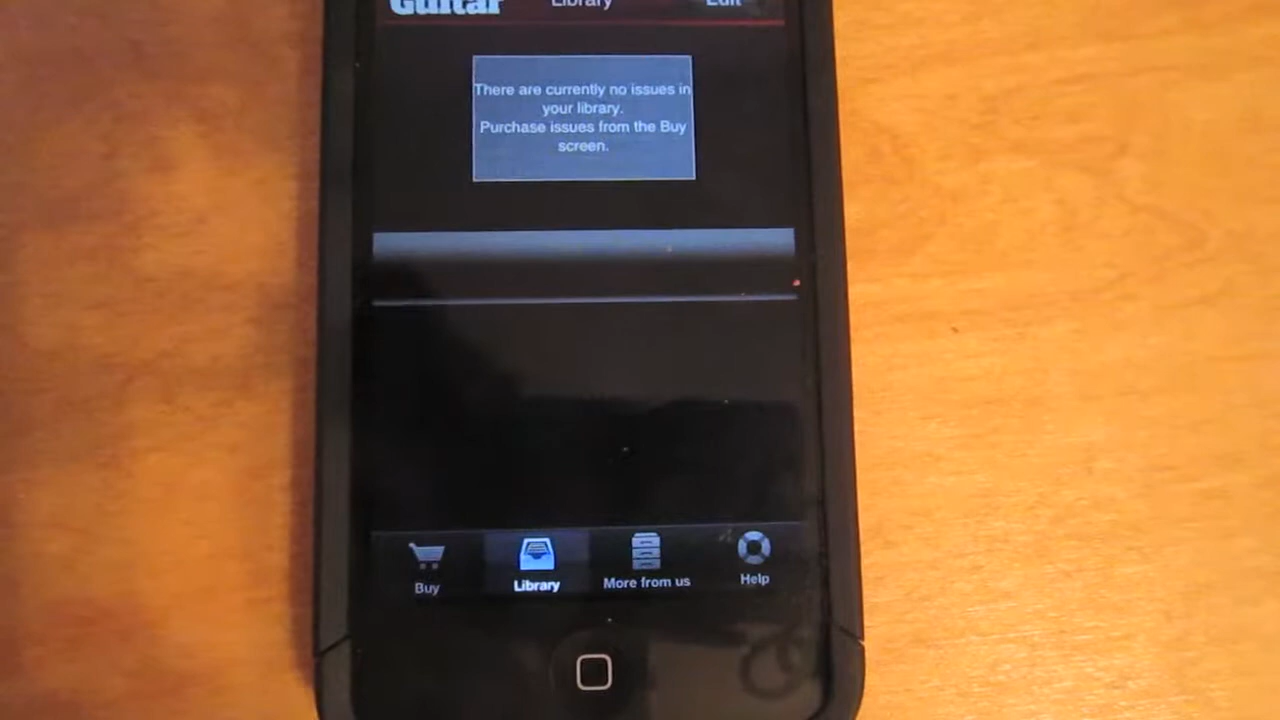 Guitar Library Edit
There are currently no issues in
your library.
Purchase issues from the Buy
screen.
Buy Library More from us Help